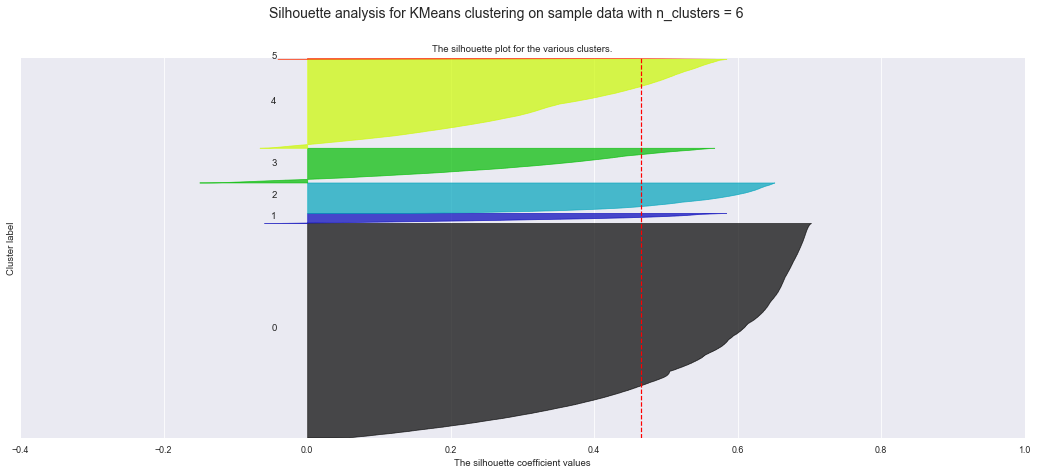 Silhouette analysis for KMeans clustering on sample data with n_clusters = 6
The silhouette plot for the various clusters.
5
4
3
2
1
0
Cluster label
−0.4 −0.2 0.0 0.2 0.4 0.6 0.8 1.0
The silhouette coefficient values